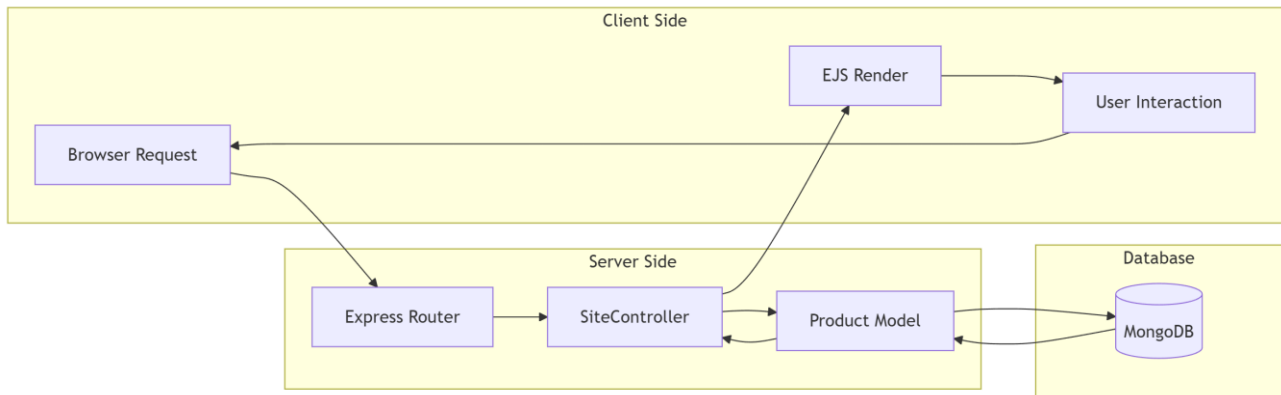 Client Side
EJS Render
User Interaction
Browser Request
Server Side
Database
Express Router
SiteController
Product Model
MongoDB